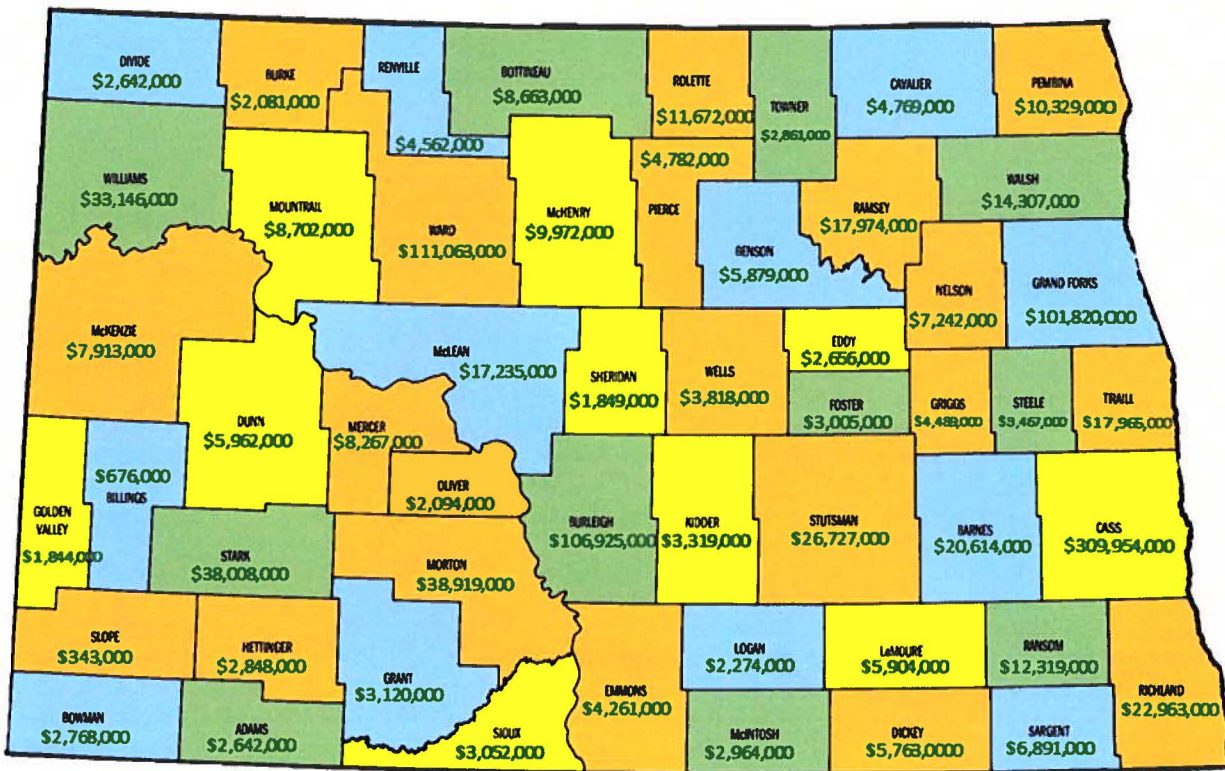 DIVIDE
$2,642,000
BURKE
$2,081,000
RENVILLE
$4,562,000
BOTTINEAU
$8,663,000
ROLETTE
$11,672,000
TOWNER
$2,861,000
CAVALIER
$4,769,000
PEMBINA
$10,329,000
WILLIAMS
$33,146,000
MOUNTRAIL
$8,702,000
WARD
$111,063,000
McHENRY
$9,972,000
$4,782,000
PIERCE
BENSON
$5,879,000
RAMSEY
$17,974,000
WALSH
$14,307,000
NELSON
$7,242,000
GRAND FORKS
$101,820,000
McKENZIE
$7,913,000
DUNN
$5,962,000
McLEAN
$17,235,000
MERCER
$8,267,000
OLIVER
$2,094,000
SHERIDAN
$1,849,000
WELLS
$3,818,000
EDDY
$2,656,000
FOSTER
$3,005,000
GRIGGS
$4,489,000
STEELE
$3,467,000
TRAILL
$17,965,000
GOLDEN
VALLEY
$1,844,000
$676,000
BILLINGS
STARK
$38,008,000
MORTON
$38,919,000
BURLEIGH
$106,925,000
KIDDER
$3,319,000
STUTSMAN
$26,727,000
BARNES
$20,614,000
CASS
$309,954,000
SLOPE
$343,000
HETTINGER
$2,848,000
GRANT
$3,120,000
BOWMAN
$2,768,000
ADAMS
$2,642,000
SIOUX
$3,052,000
EMMONS
$4,261,000
LOGAN
$2,274,000
LaMOURE
$5,904,000
RANSOM
$12,319,000
RICHLAND
$22,963,000
McINTOSH
$2,964,000
DICKEY
$5,763,0000
SARGENT
$6,891,000